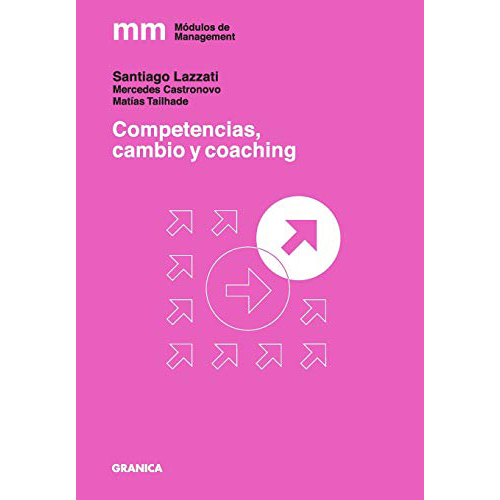 mm
Módulos de
Management
Santiago Lazzati
Mercedes Castronovo
Matías Tailhade
Competencias,
cambio y coaching
GRANICA